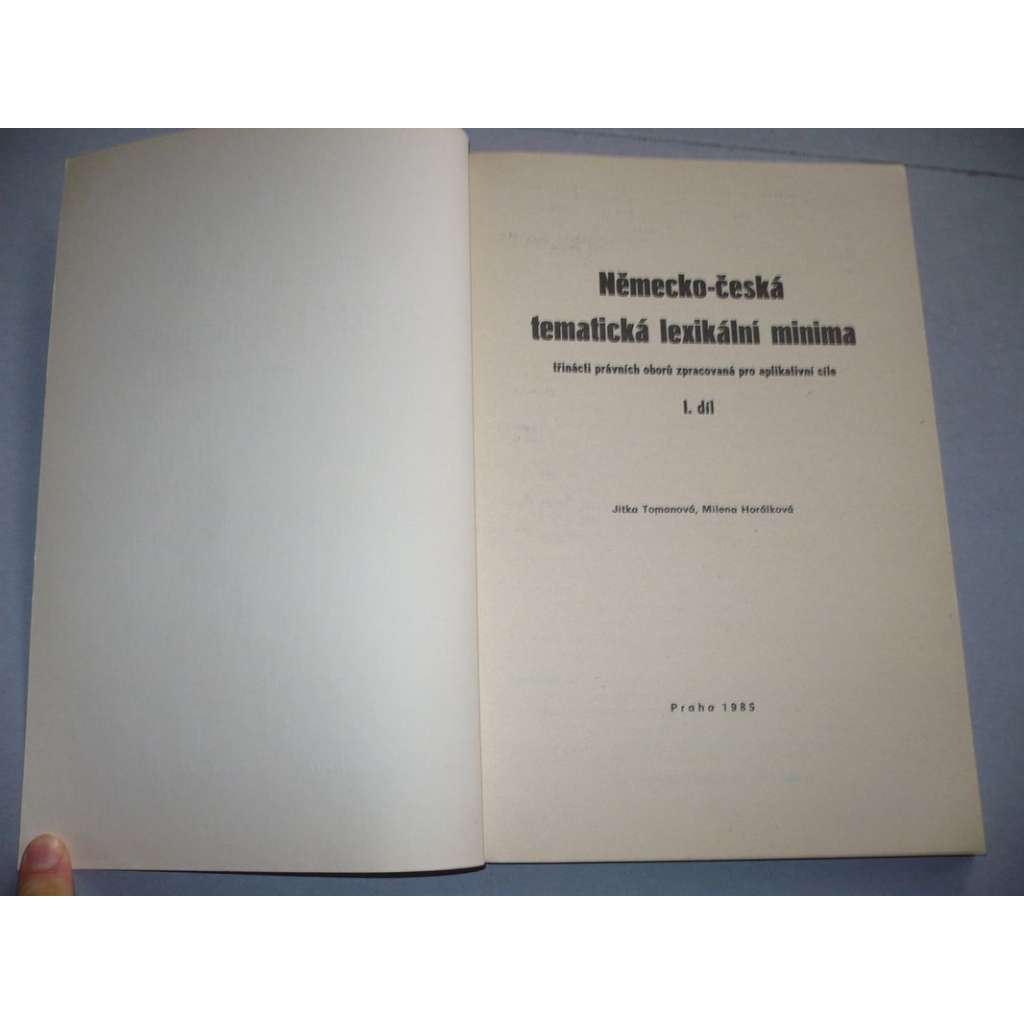 Německo-česká
tematická lexikální minima
třinácti právních oborů zpracovaná pro aplikativní cíle
1. díl
Jitka Tomanová, Milena Horálková
Praha 1985